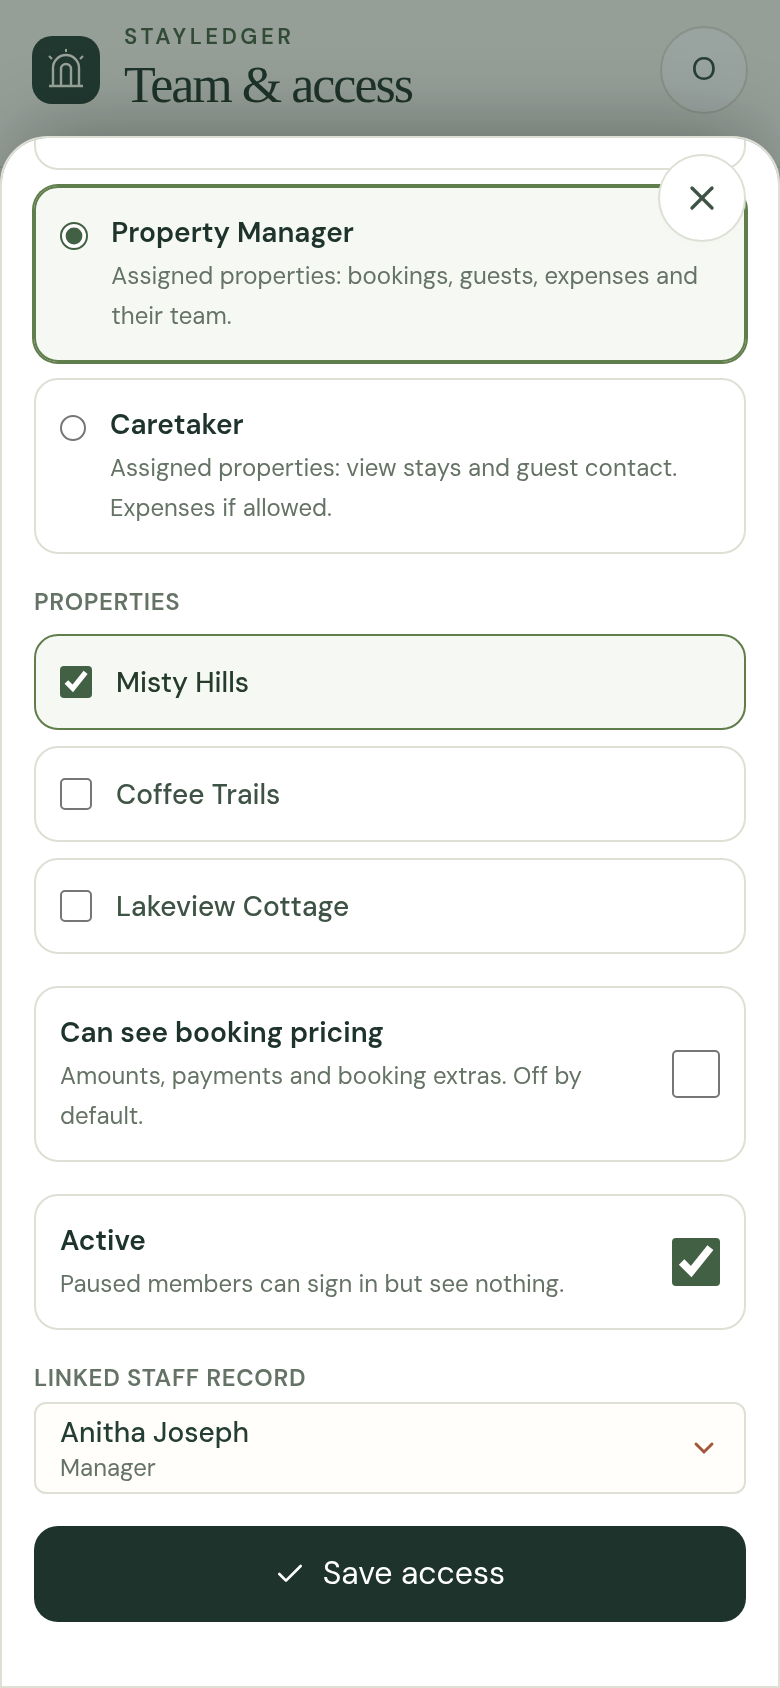 STAYLEDGER
Team & access
O
Property Manager
Assigned properties: bookings, guests, expenses and
their team.
Caretaker
Assigned properties: view stays and guest contact.
Expenses if allowed.
PROPERTIES
Misty Hills
Coffee Trails
Lakeview Cottage
Can see booking pricing
Amounts, payments and booking extras. Off by
default.
Active
Paused members can sign in but see nothing.
LINKED STAFF RECORD
Anitha Joseph
Manager
Save access